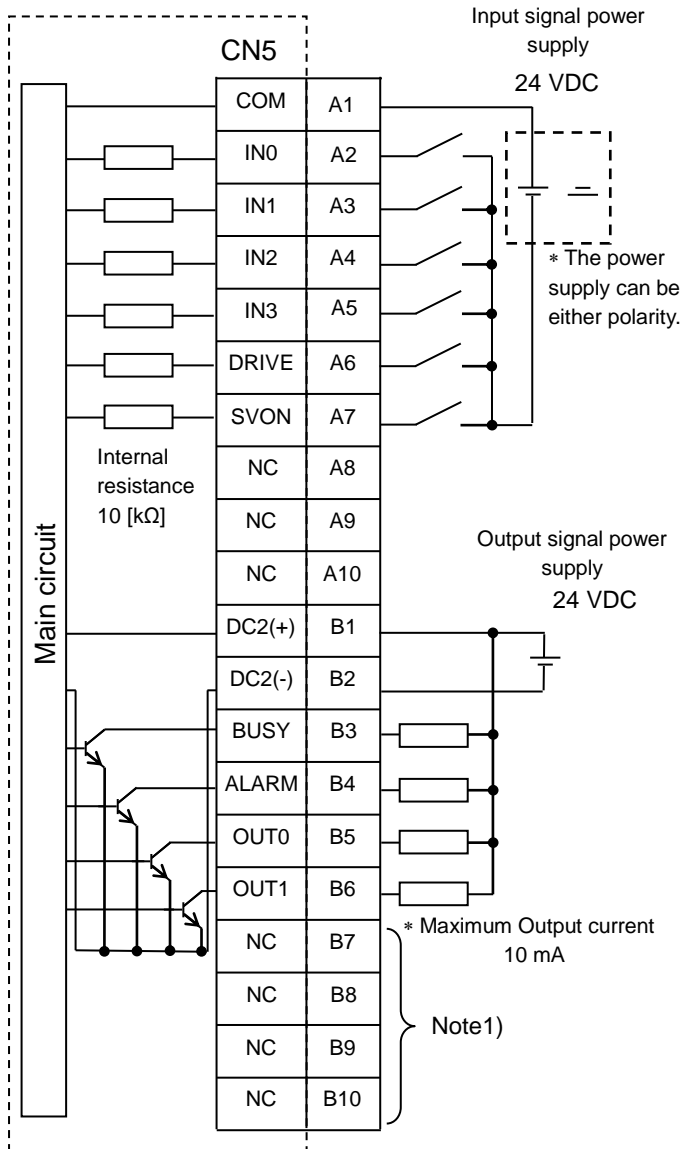 Input signal power
supply
24 VDC
CN5
COM A1
IN0 A2
IN1 A3
IN2 A4
IN3 A5
DRIVE A6
SVON A7
NC A8
NC A9
NC A10
DC2(+) B1
DC2(-) B2
BUSY B3
ALARM B4
OUT0 B5
OUT1 B6
NC B7
NC B8
NC B9
NC B10
* The power
supply can be
either polarity.
Internal
resistance
10 [kΩ]
Main circuit
Output signal power
supply
24 VDC
* Maximum Output current
10 mA
Note1)